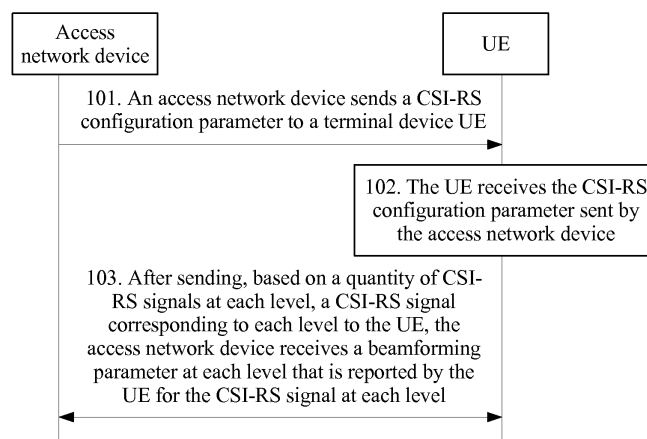 Access
network device
UE
101. An access network device sends a CSI-RS
configuration parameter to a terminal device UE
102. The UE receives the CSI-RS
configuration parameter sent by
the access network device
103. After sending, based on a quantity of CSI-
RS signals at each level, a CSI-RS signal
corresponding to each level to the UE, the
access network device receives a beamforming
parameter at each level that is reported by the
UE for the CSI-RS signal at each level